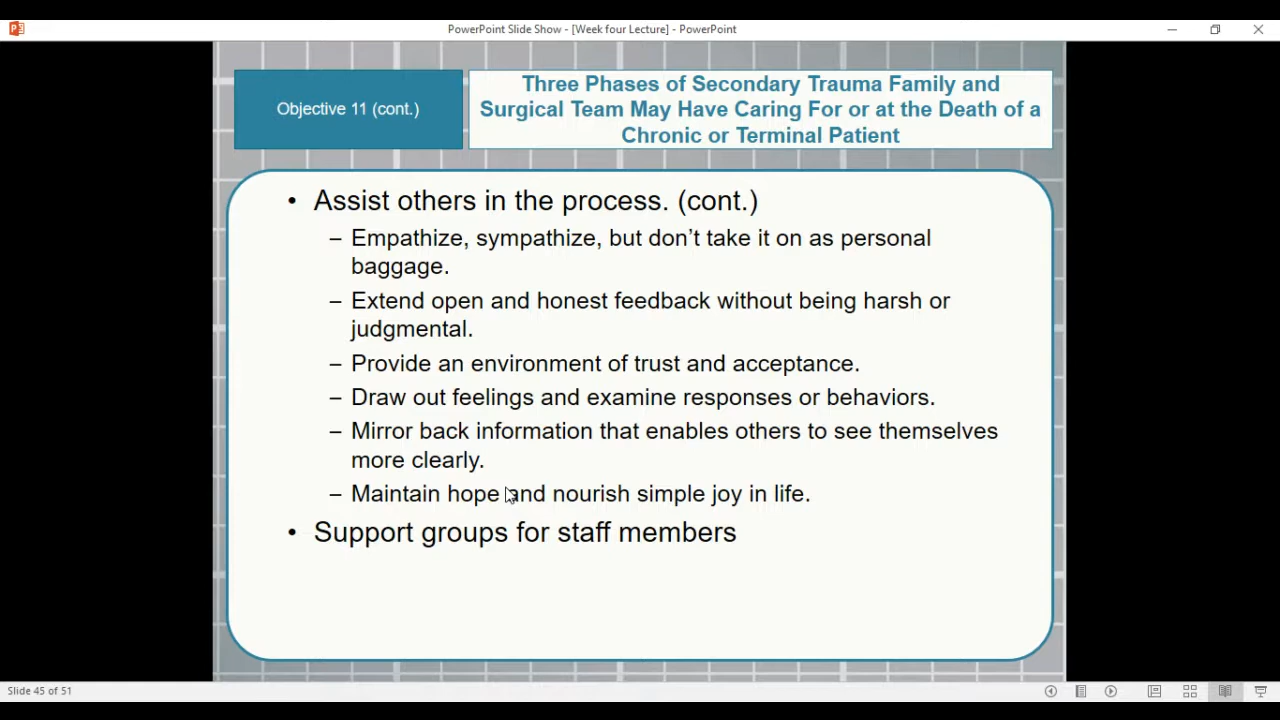 PowerPoint Slide Show - [Week four Lecture] - PowerPoint
Objective 11 (cont.)
Three Phases of Secondary Trauma Family and
Surgical Team May Have Caring For or at the Death of a
Chronic or Terminal Patient
• Assist others in the process. (cont.)
– Empathize, sympathize, but don’t take it on as personal
baggage.
– Extend open and honest feedback without being harsh or
judgmental.
– Provide an environment of trust and acceptance.
– Draw out feelings and examine responses or behaviors.
– Mirror back information that enables others to see themselves
more clearly.
– Maintain hope and nourish simple joy in life.
• Support groups for staff members
Slide 45 of 51